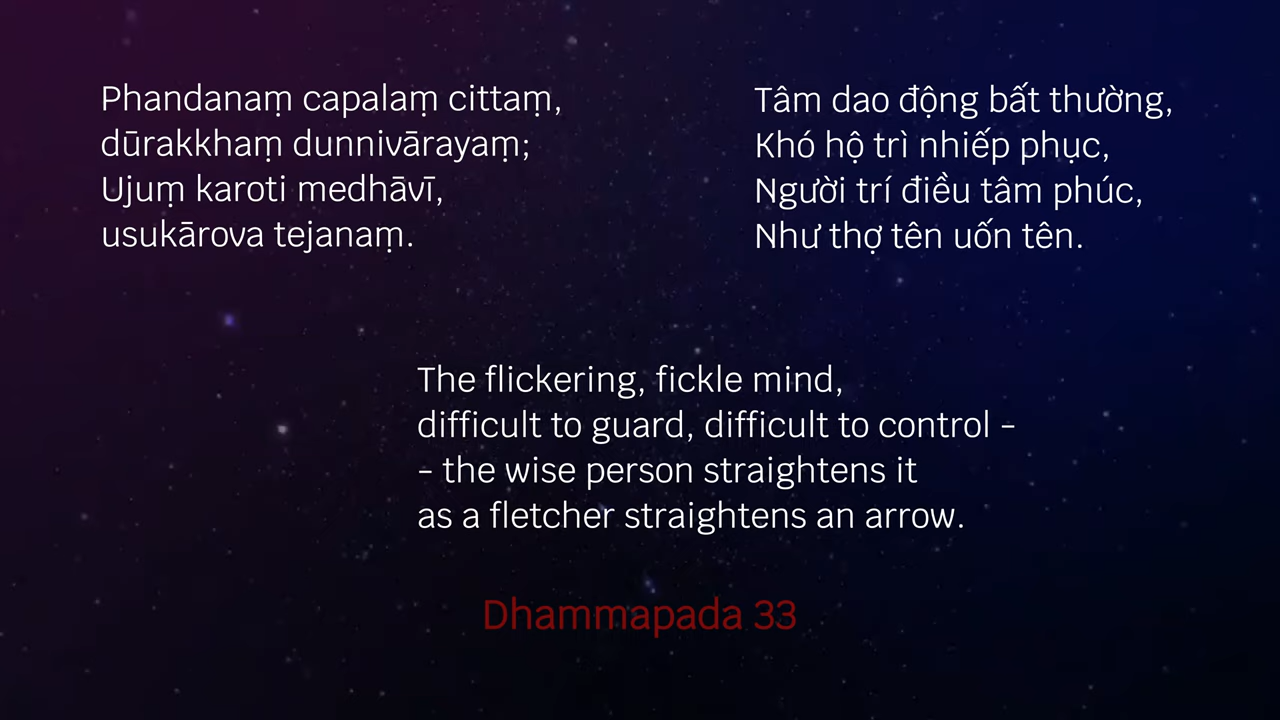 Phandanaṃ capalaṃ cittaṃ,
dūrakkhaṃ dunnivārayaṃ;
Ujuṃ karoti medhāvī,
usukārova tejanaṃ.
Tâm dao động bất thường,
Khó hộ trì nhiếp phục,
Người trí điều tâm phúc,
Như thợ tên uốn tên.
The flickering, fickle mind,
difficult to guard, difficult to control -
- the wise person straightens it
as a fletcher straightens an arrow.
Dhammapada 33